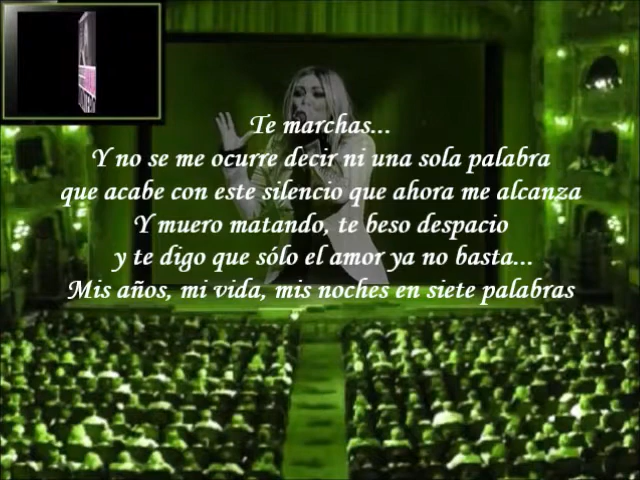 Te marchas...
Y no se me ocurre decir ni una sola palabra
que acabe con este silencio que ahora me alcanza
Y muero matando, te beso despacio
y te digo que sólo el amor ya no basta...
Mis años, mi vida, mis noches en siete palabras